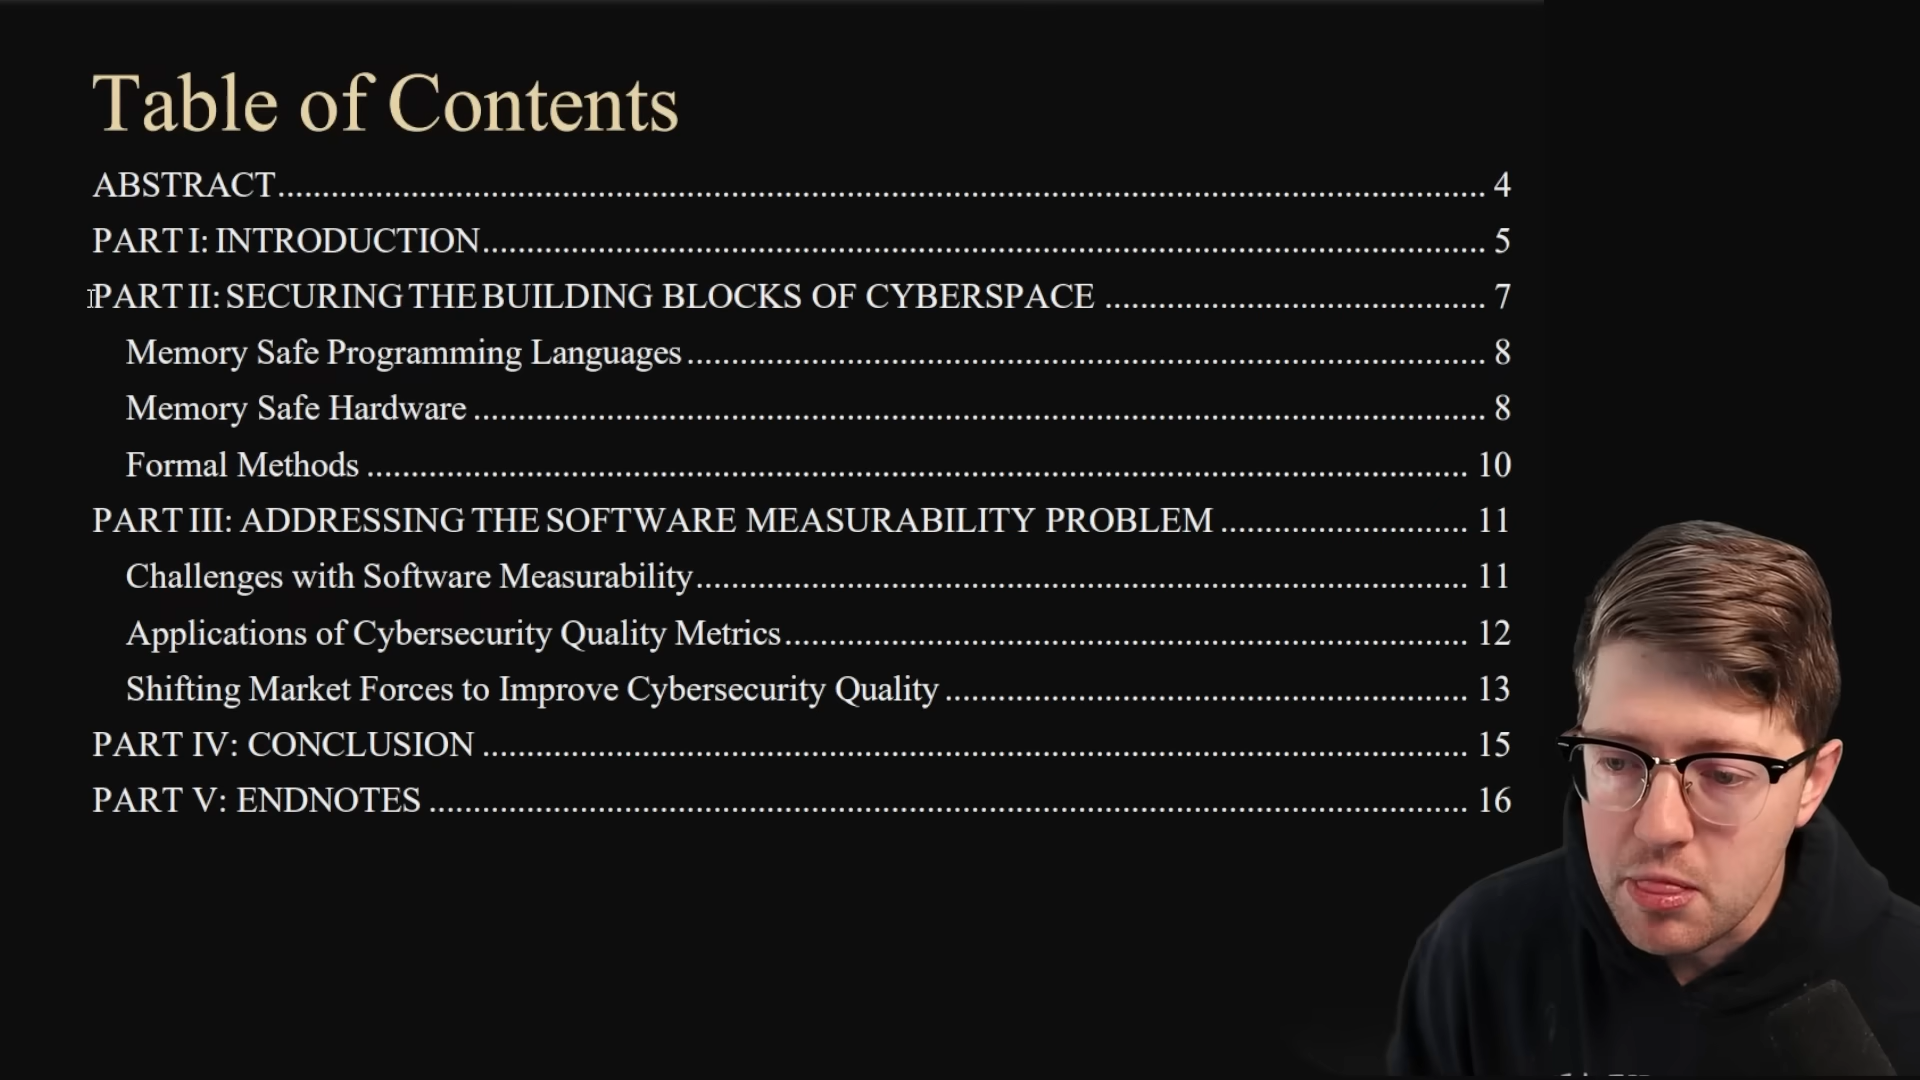 Table of Contents
ABSTRACT........................................................................................................................................ 4
PART I: INTRODUCTION................................................................................................................ 5
PART II: SECURING THE BUILDING BLOCKS OF CYBERSPACE ........................................... 7
Memory Safe Programming Languages.......................................................................................... 8
Memory Safe Hardware .................................................................................................................. 8
Formal Methods ............................................................................................................................ 10
PART III: ADDRESSING THE SOFTWARE MEASURABILITY PROBLEM ............................ 11
Challenges with Software Measurability....................................................................................... 11
Applications of Cybersecurity Quality Metrics............................................................................. 12
Shifting Market Forces to Improve Cybersecurity Quality ........................................................... 13
PART IV: CONCLUSION ............................................................................................................... 15
PART V: ENDNOTES ..................................................................................................................... 16